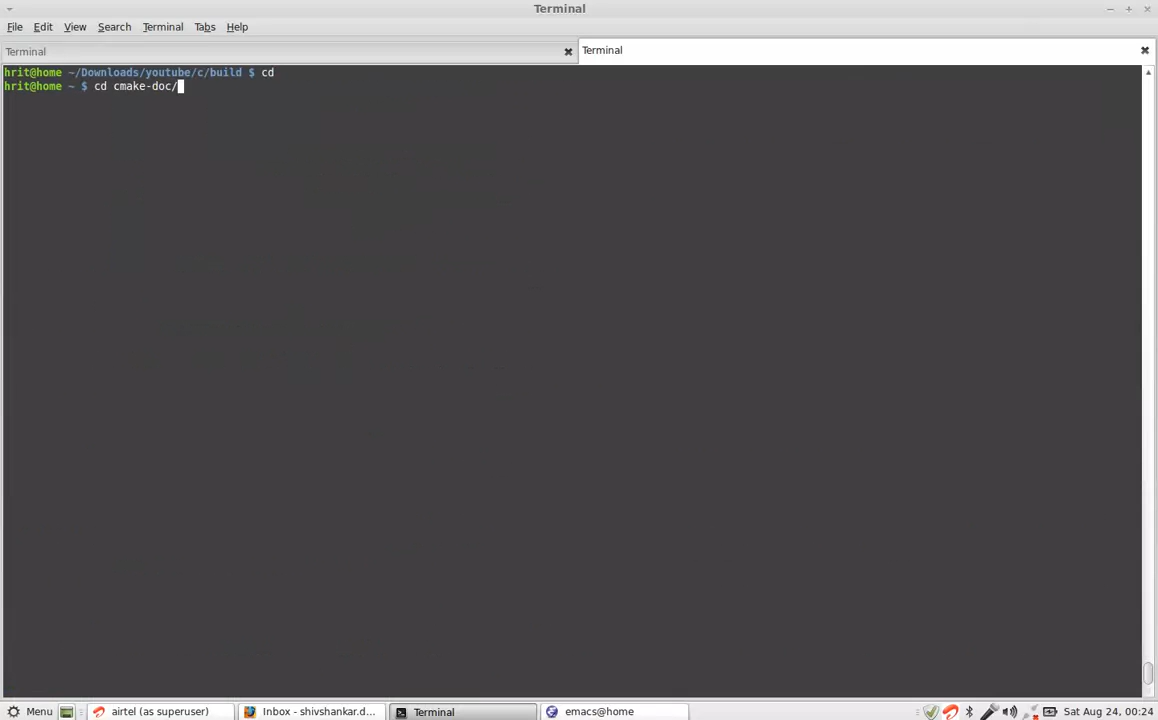 Terminal
File Edit View Search Terminal Tabs Help
Terminal
Terminal
hrit@home ~/Downloads/youtube/c/build $ cd
hrit@home ~ $ cd cmake-doc/
Menu
airtel (as superuser)
Inbox - shivshankar.d...
Terminal
emacs@home
Sat Aug 24, 00:24